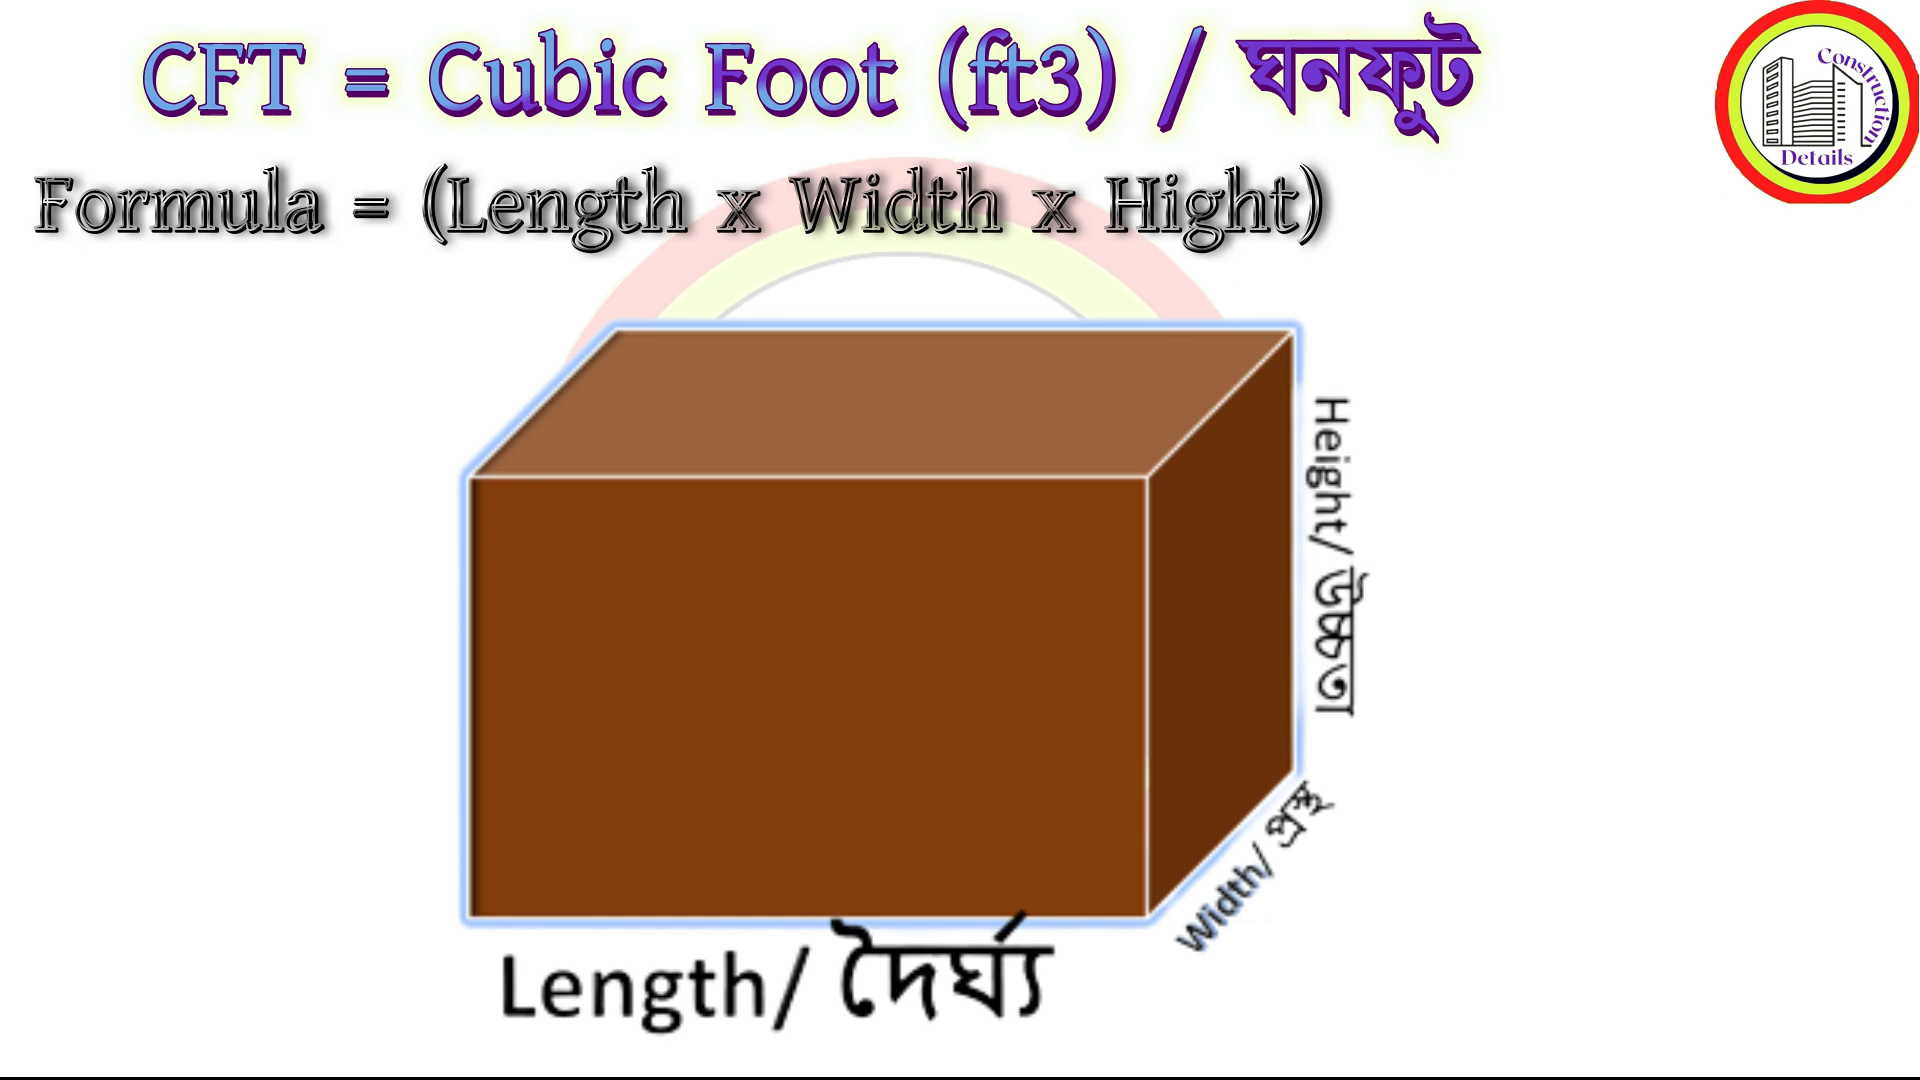 CFT = Cubic Foot (ft3) / ঘনফুট
Construction
Details
Formula = (Length x Width x Hight)
Height/ উচ্চতা
Width/ প্রস্থ
Length/ দৈর্ঘ্য